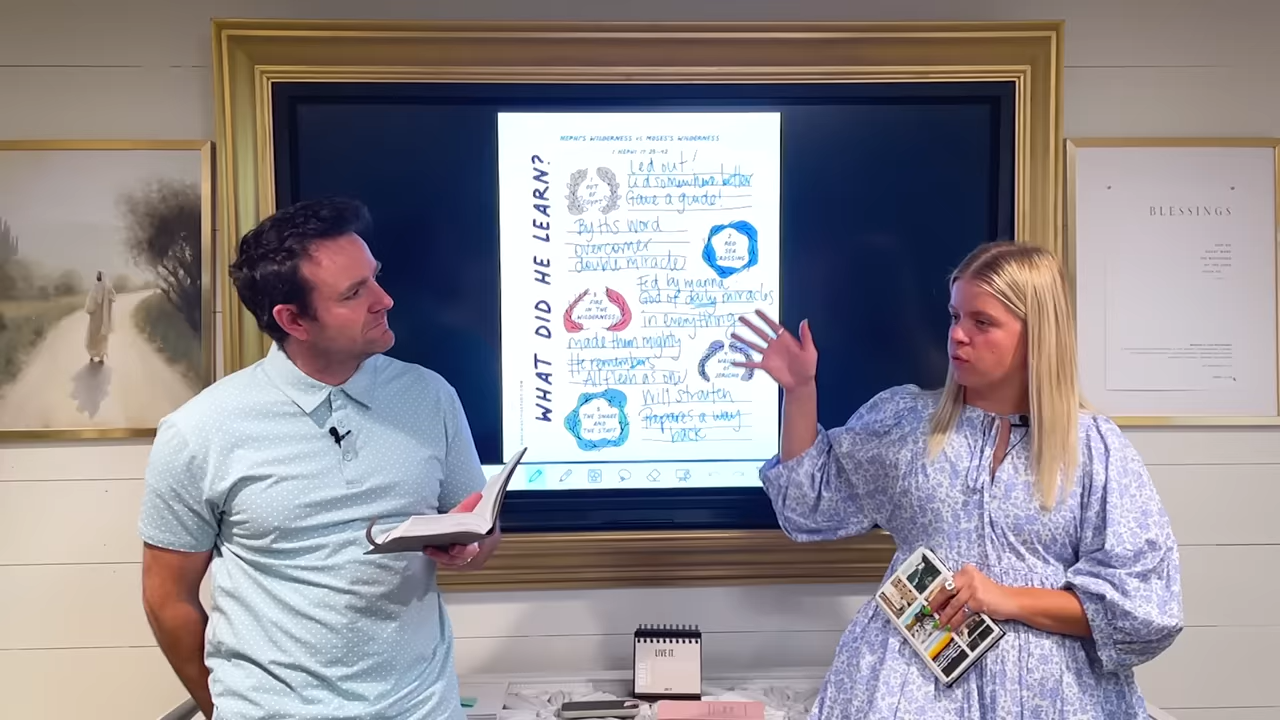 NEPHI'S WILDERNESS vs MOSES'S WILDERNESS
1 NEPHI 17:23-42
WHAT DID HE LEARN?
1
OUT
OF
EGYPT
Led out!
Led somewhere better
Gave a guide!
By His word
overcomer
double miracle
2
RED
SEA
CROSSING
Fed by manna
God of daily miracles
in everything
3
FIRE
IN THE
WILDERNESS
made them mighty
He remembers
All flesh as one
JERICHO
5
THE SNAKE
AND
THE STAFF
Will straiten
Prepares a way
back
BLESSINGS
LIVE IT.